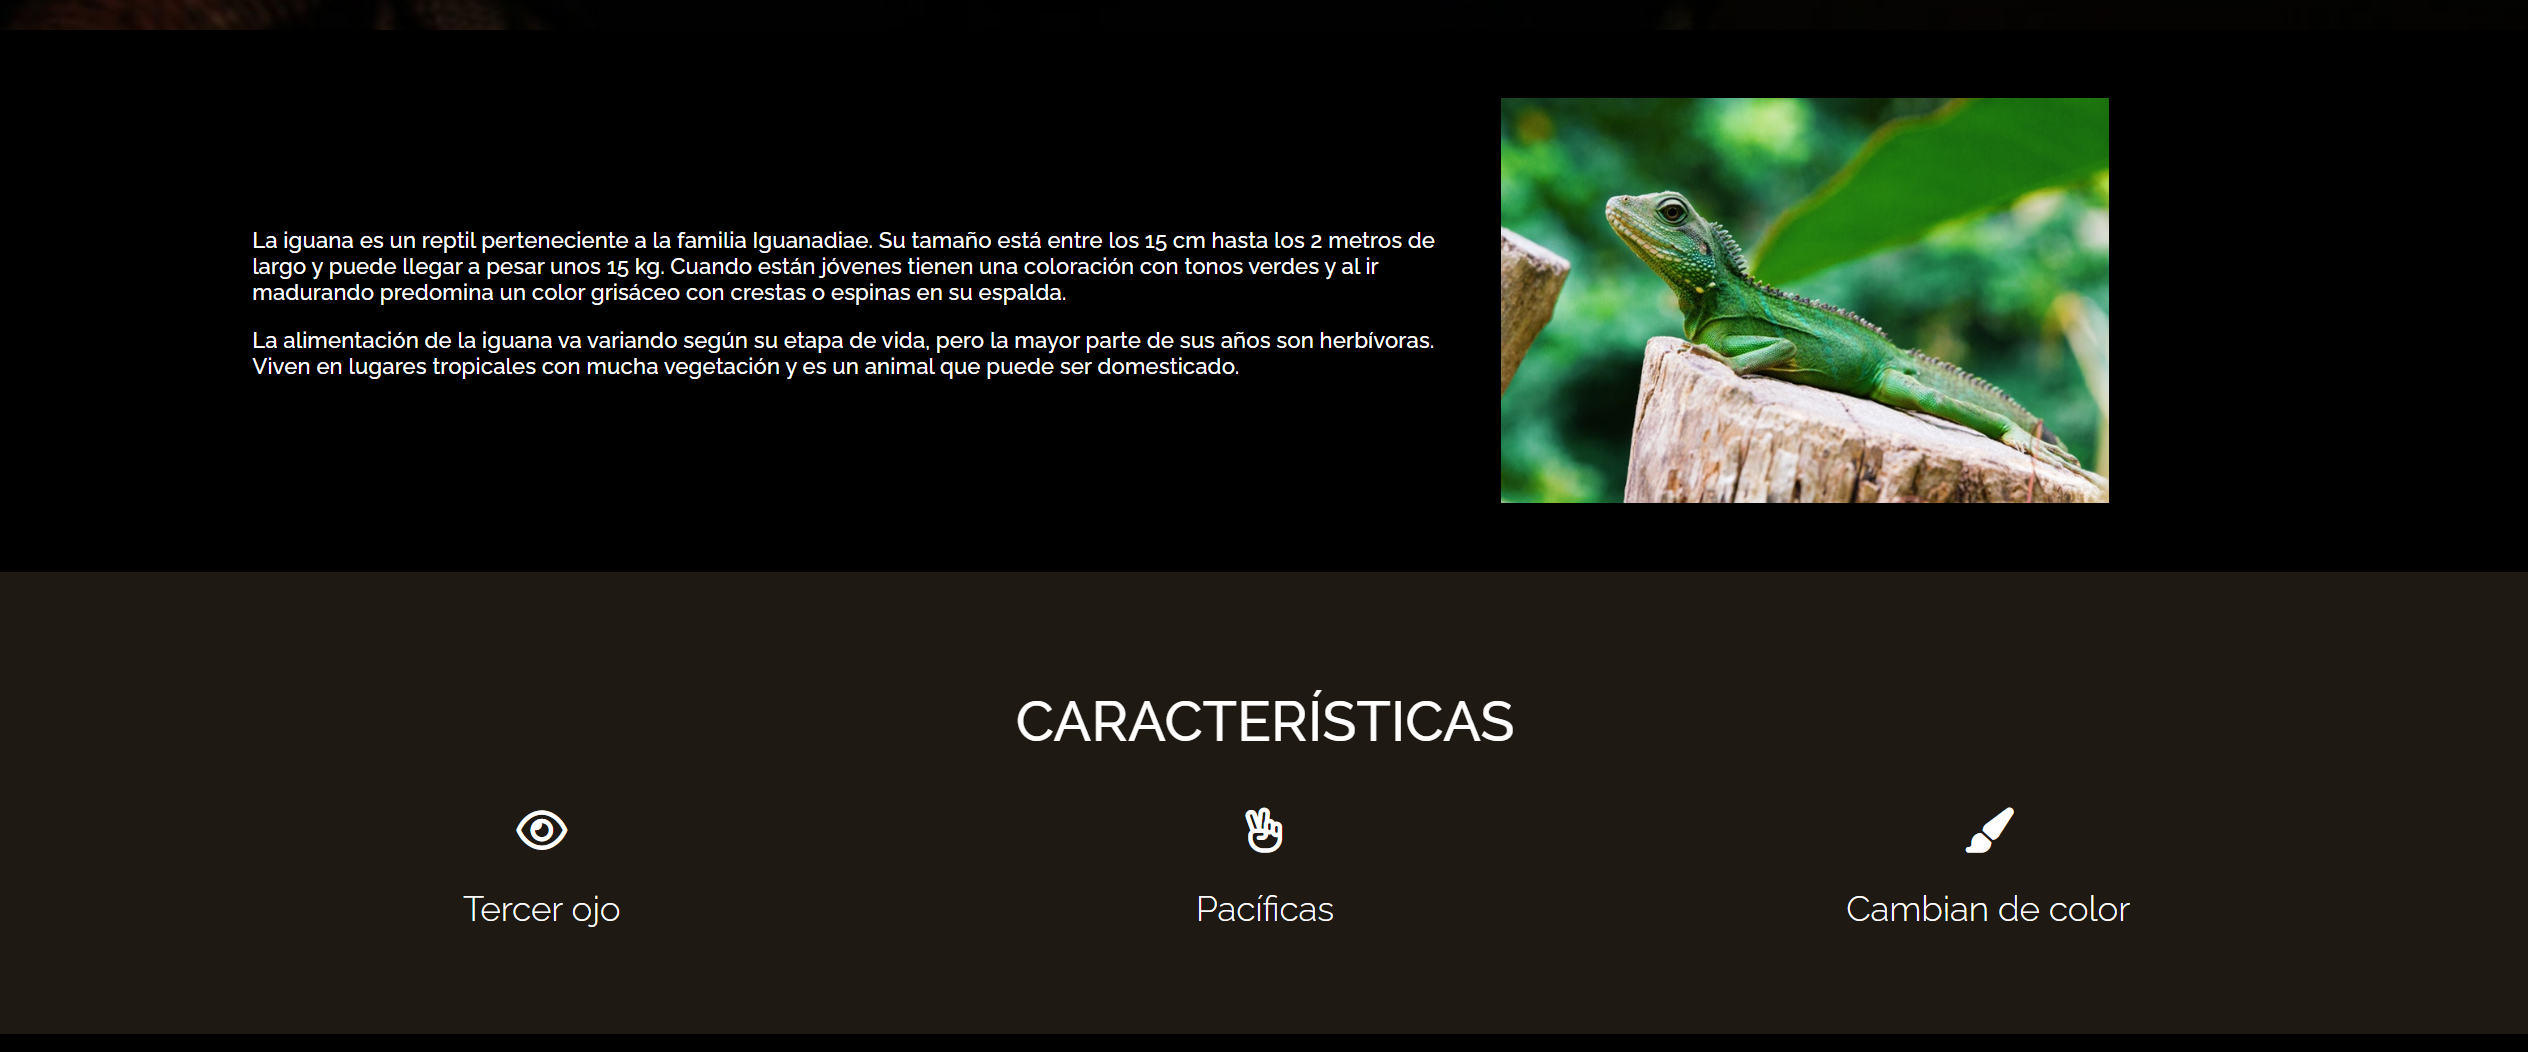 La iguana es un reptil perteneciente a la familia Iguanadiae. Su tamaño está entre los 15 cm hasta los 2 metros de
largo y puede llegar a pesar unos 15 kg. Cuando están jóvenes tienen una coloración con tonos verdes y al ir
madurando predomina un color grisáceo con crestas o espinas en su espalda.
La alimentación de la iguana va variando según su etapa de vida, pero la mayor parte de sus años son herbívoras.
Viven en lugares tropicales con mucha vegetación y es un animal que puede ser domesticado.
CARACTERÍSTICAS
Tercer ojo
Pacíficas
Cambian de color